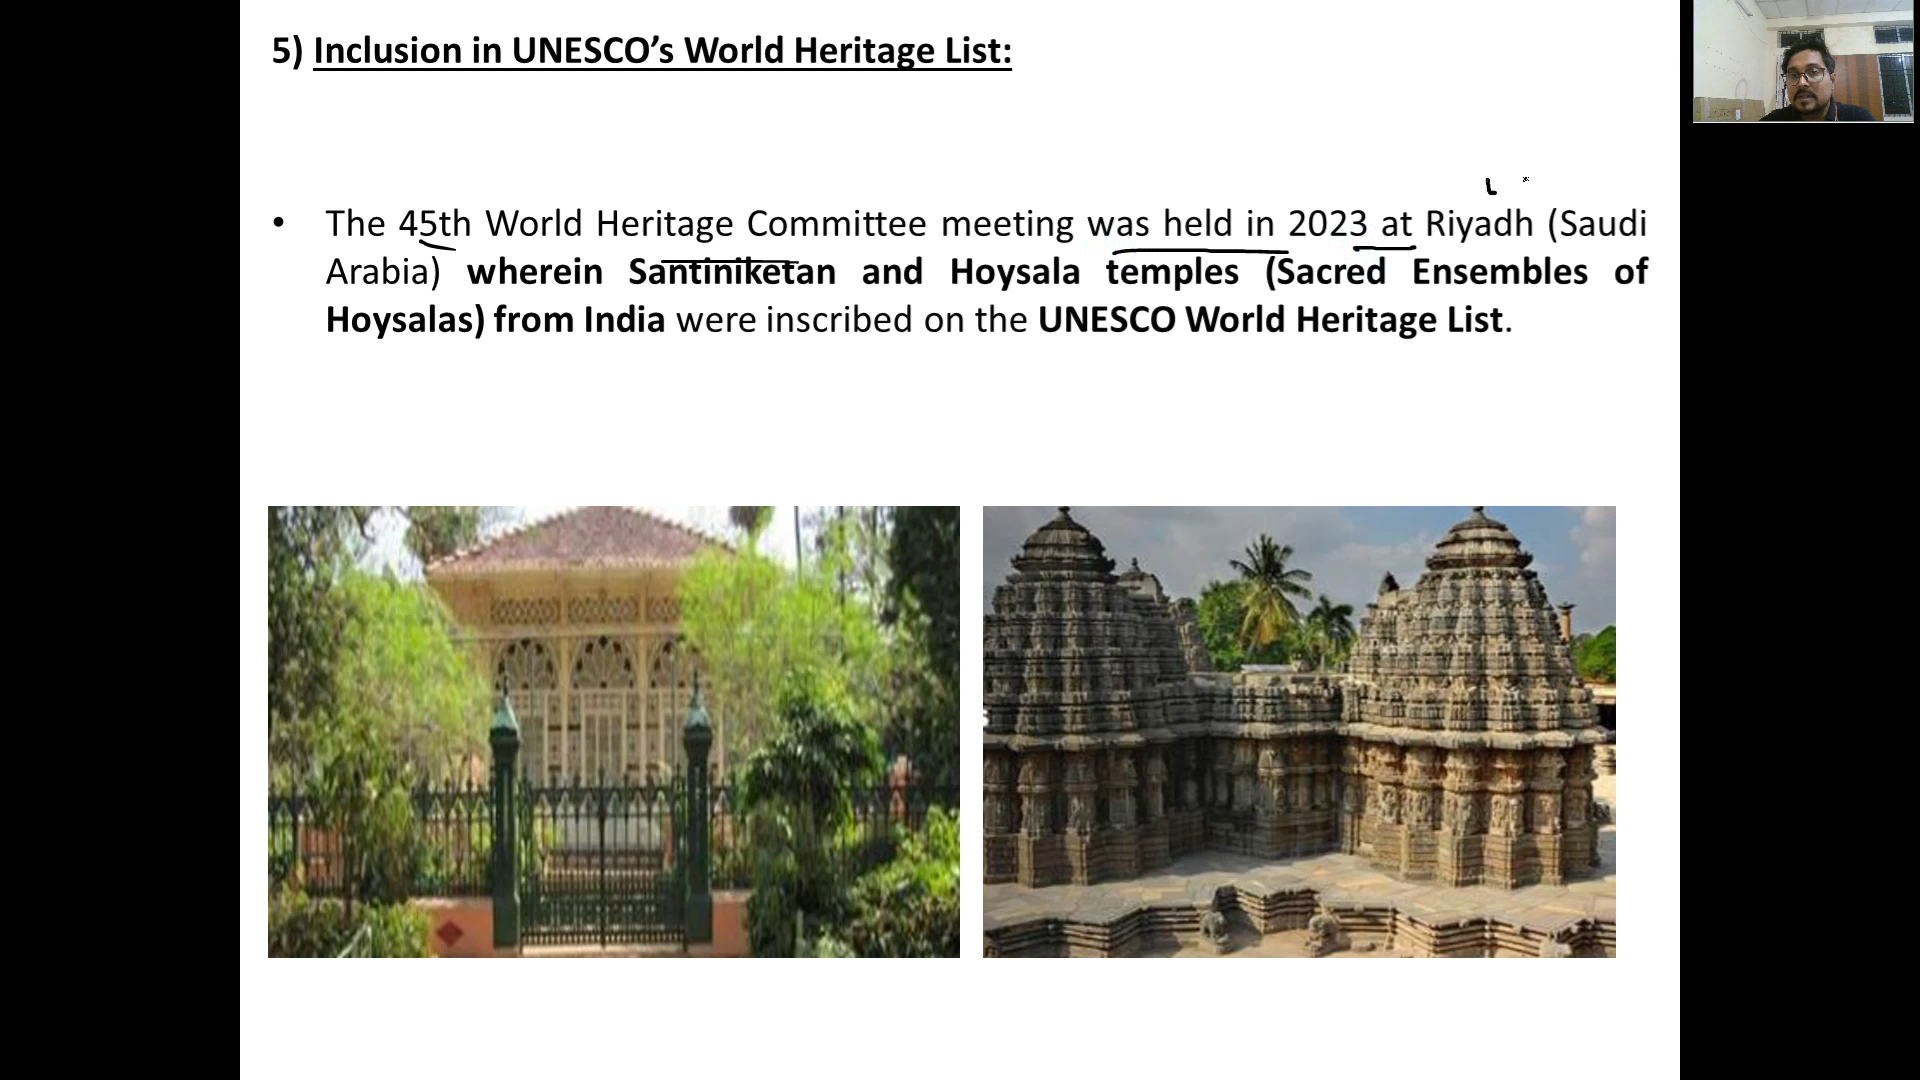 5) Inclusion in UNESCO’s World Heritage List:
• The 45th World Heritage Committee meeting was held in 2023 at Riyadh (Saudi
Arabia) wherein Santiniketan and Hoysala temples (Sacred Ensembles of
Hoysalas) from India were inscribed on the UNESCO World Heritage List.